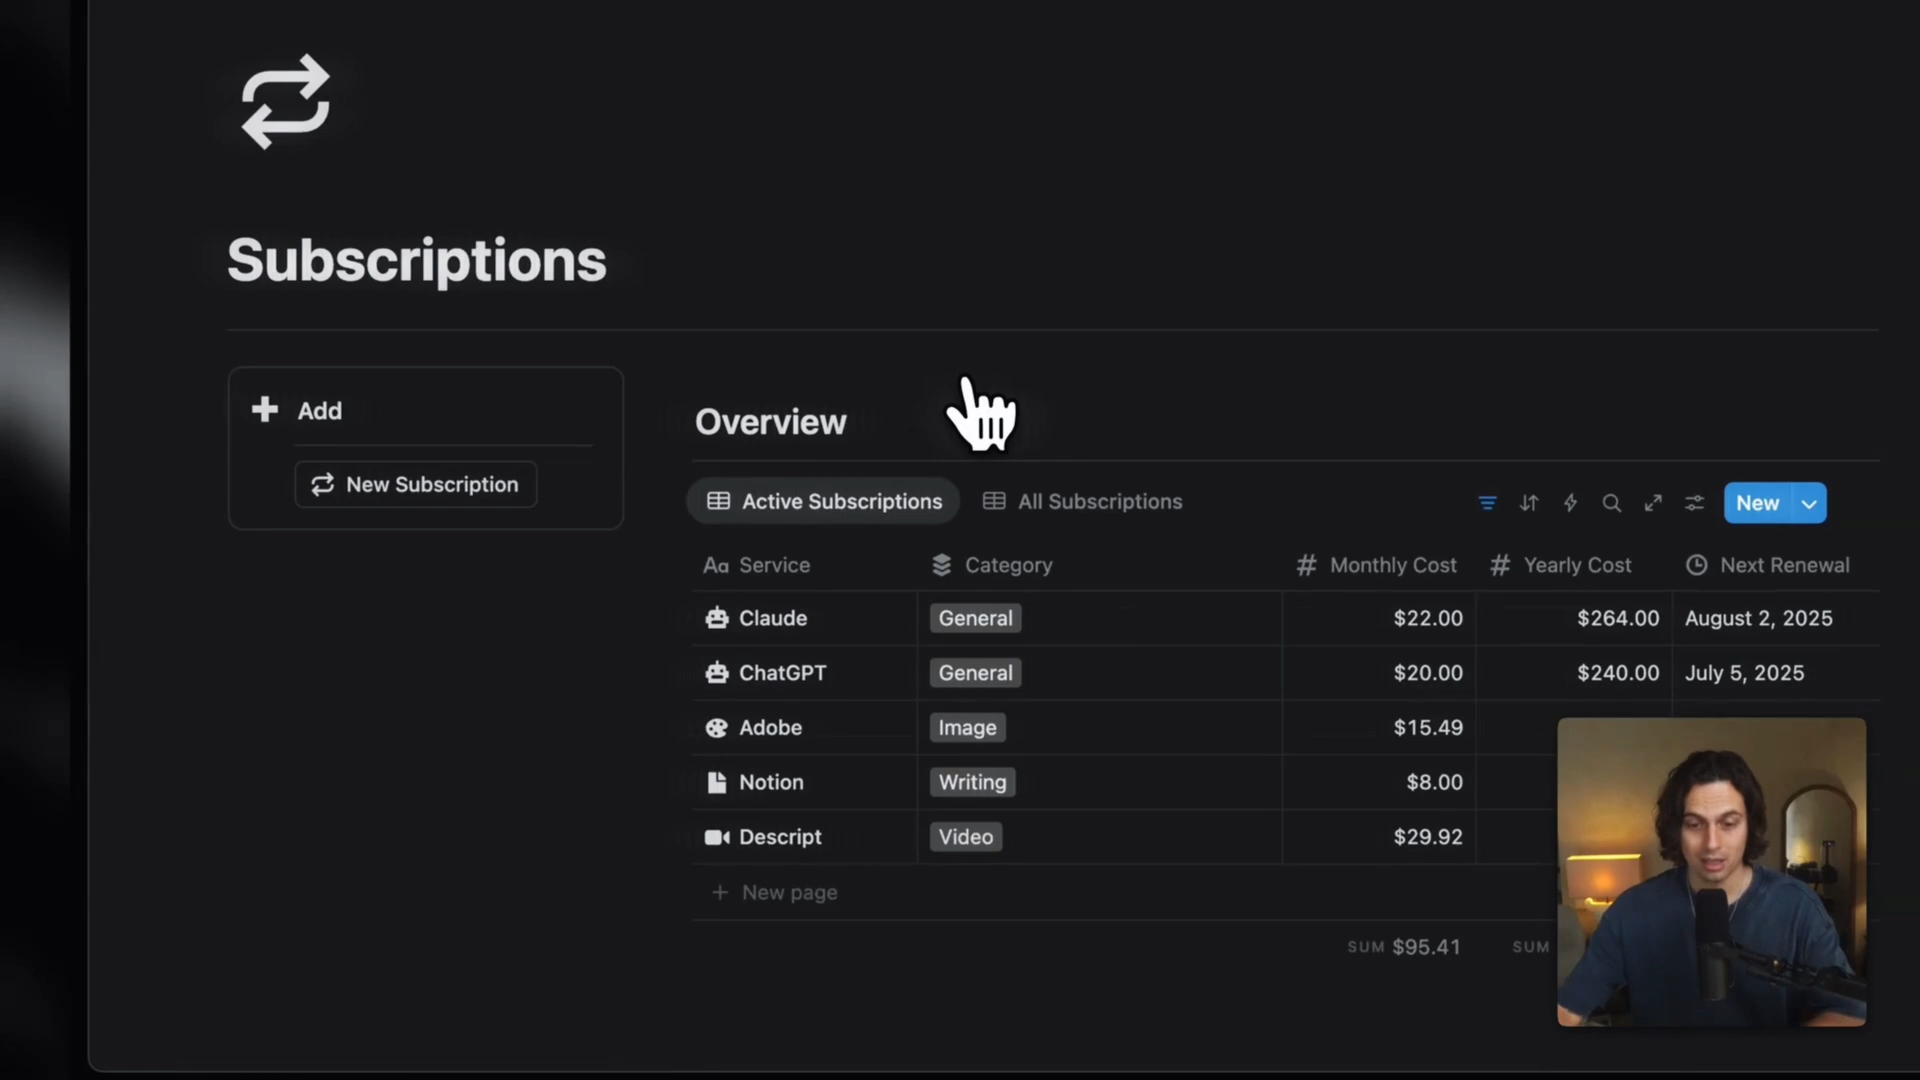 Subscriptions
Add
New Subscription
Overview
Active Subscriptions All Subscriptions New
Aa Service Category # Monthly Cost # Yearly Cost Next Renewal
Claude General $22.00 $264.00 August 2, 2025
ChatGPT General $20.00 $240.00 July 5, 2025
Adobe Image $15.49
Notion Writing $8.00
Descript Video $29.92
+ New page
SUM $95.41 SUM